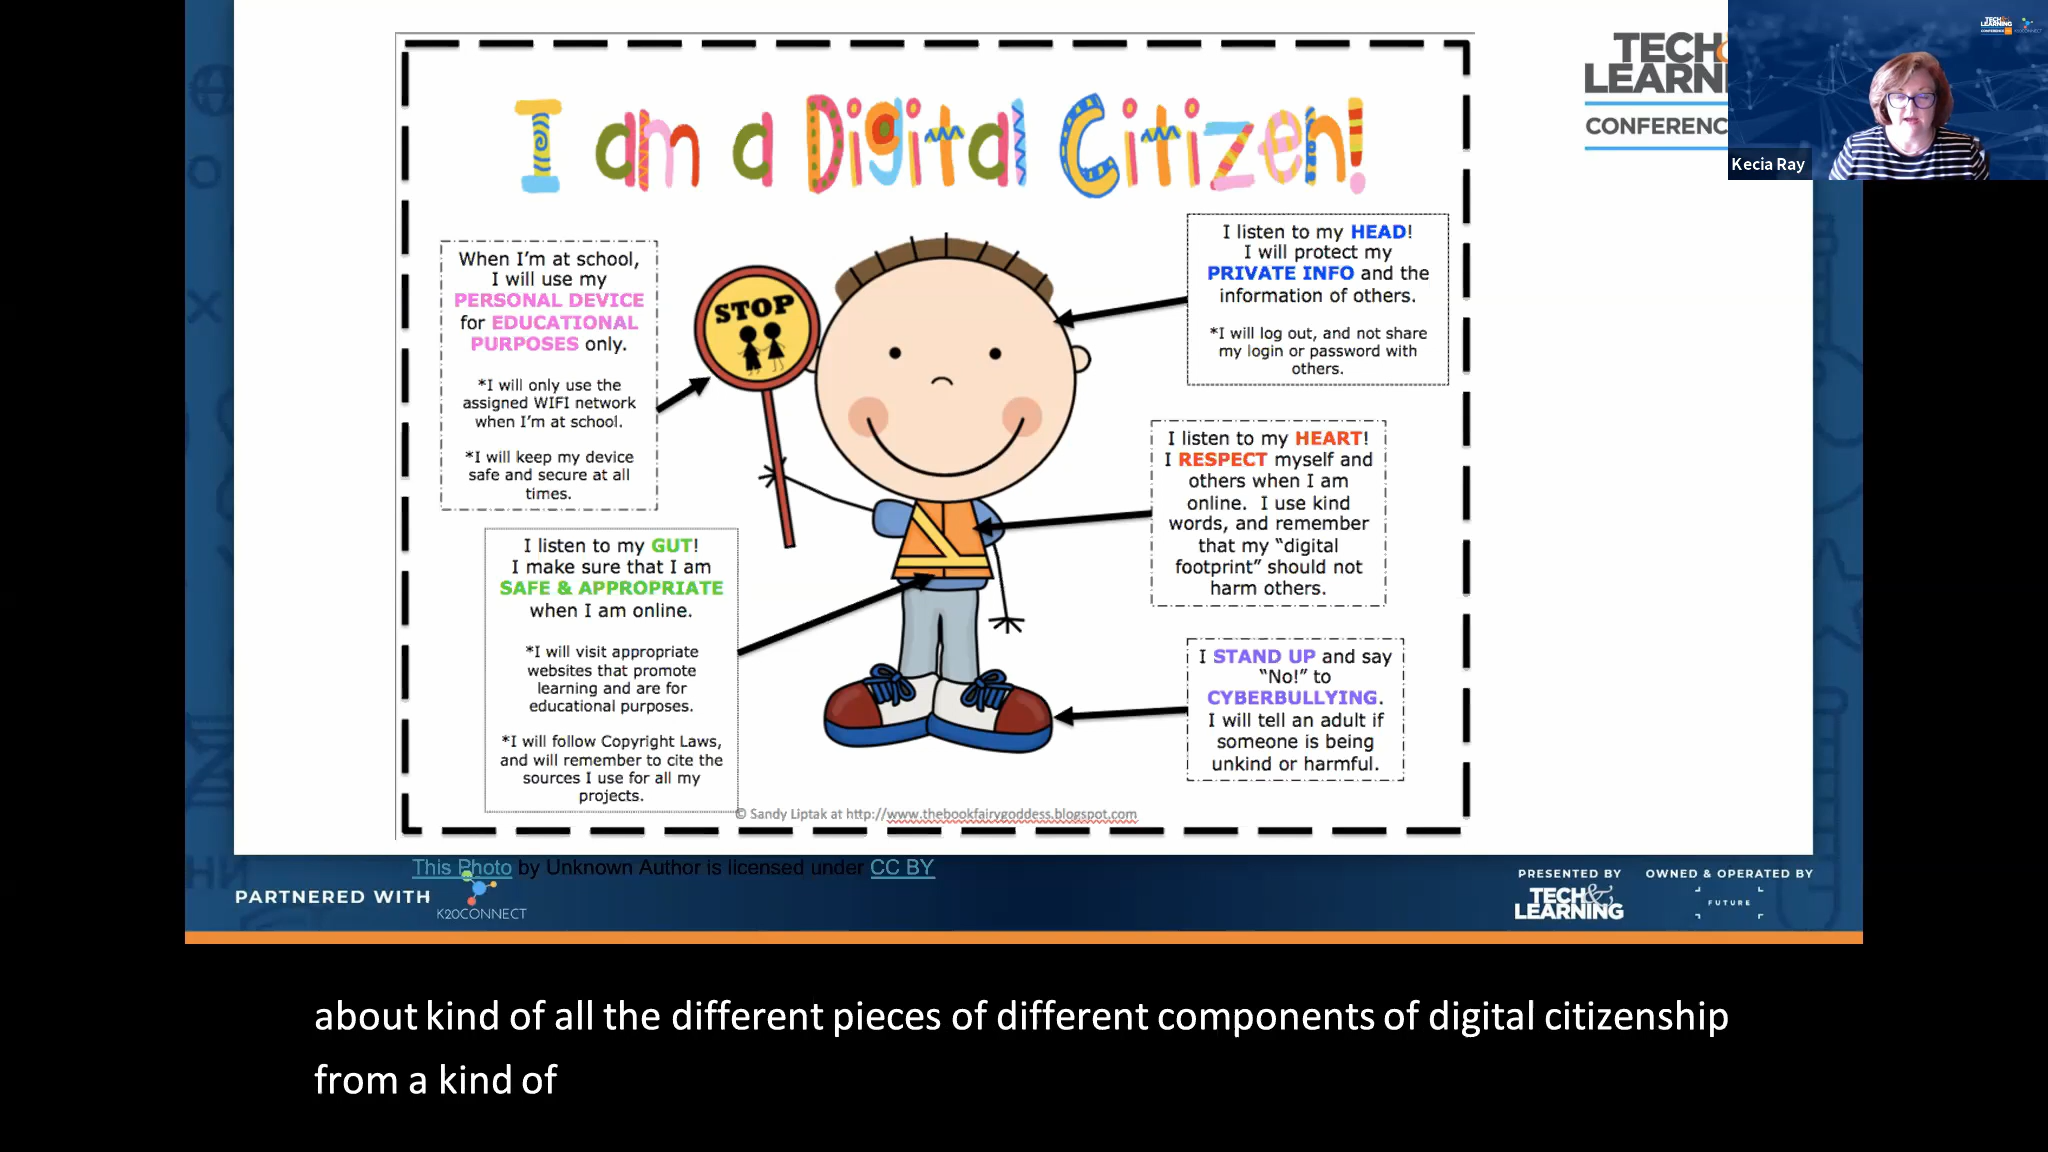 I am a Digital Citizen!
TECH&
LEARNI
CONFERENC
TECH&
LEARNING
CONFERENCE
K20CONNECT
Kecia Ray
When I'm at school,
I will use my
PERSONAL DEVICE
for EDUCATIONAL
PURPOSES only.
*I will only use the
assigned WIFI network
when I'm at school.
*I will keep my device
safe and secure at all
times.
STOP
I listen to my HEAD!
I will protect my
PRIVATE INFO and the
information of others.
*I will log out, and not share
my login or password with
others.
I listen to my HEART!
I RESPECT myself and
others when I am
online. I use kind
words, and remember
that my “digital
footprint” should not
harm others.
I listen to my GUT!
I make sure that I am
SAFE & APPROPRIATE
when I am online.
*I will visit appropriate
websites that promote
learning and are for
educational purposes.
*I will follow Copyright Laws,
and will remember to cite the
sources I use for all my
projects.
I STAND UP and say
“No!” to
CYBERBULLYING.
I will tell an adult if
someone is being
unkind or harmful.
© Sandy Liptak at http://www.thebookfairygoddess.blogspot.com
This Photo by Unknown Author is licensed under CC BY
PARTNERED WITH
K20CONNECT
PRESENTED BY
TECH&
LEARNING
OWNED & OPERATED BY
FUTURE
about kind of all the different pieces of different components of digital citizenship
from a kind of